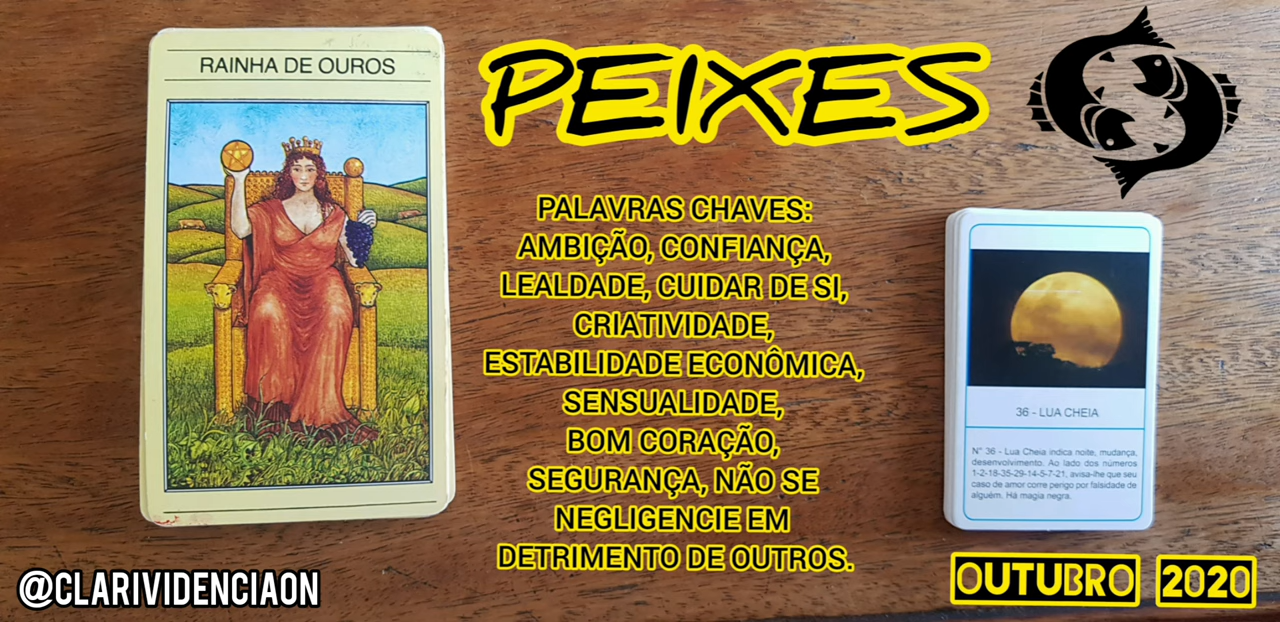 RAINHA DE OUROS
PEIXES
PALAVRAS CHAVES:
AMBIÇÃO, CONFIANÇA,
LEALDADE, CUIDAR DE SI,
CRIATIVIDADE,
ESTABILIDADE ECONÔMICA,
SENSUALIDADE,
BOM CORAÇÃO,
SEGURANÇA, NÃO SE
NEGLIGENCIE EM
DETRIMENTO DE OUTROS.
36 - LUA CHEIA
N° 36 - Lua Cheia indica noite, mudança,
desenvolvimento. Ao lado dos números
1-2-18-35-29-14-5-7-21, avisa-lhe que seu
caso de amor corre perigo por falsidade de
alguém. Há magia negra.
@CLARIVIDENCIAON
OUTUBRO 2020